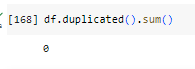 [168] df.duplicated().sum()
0